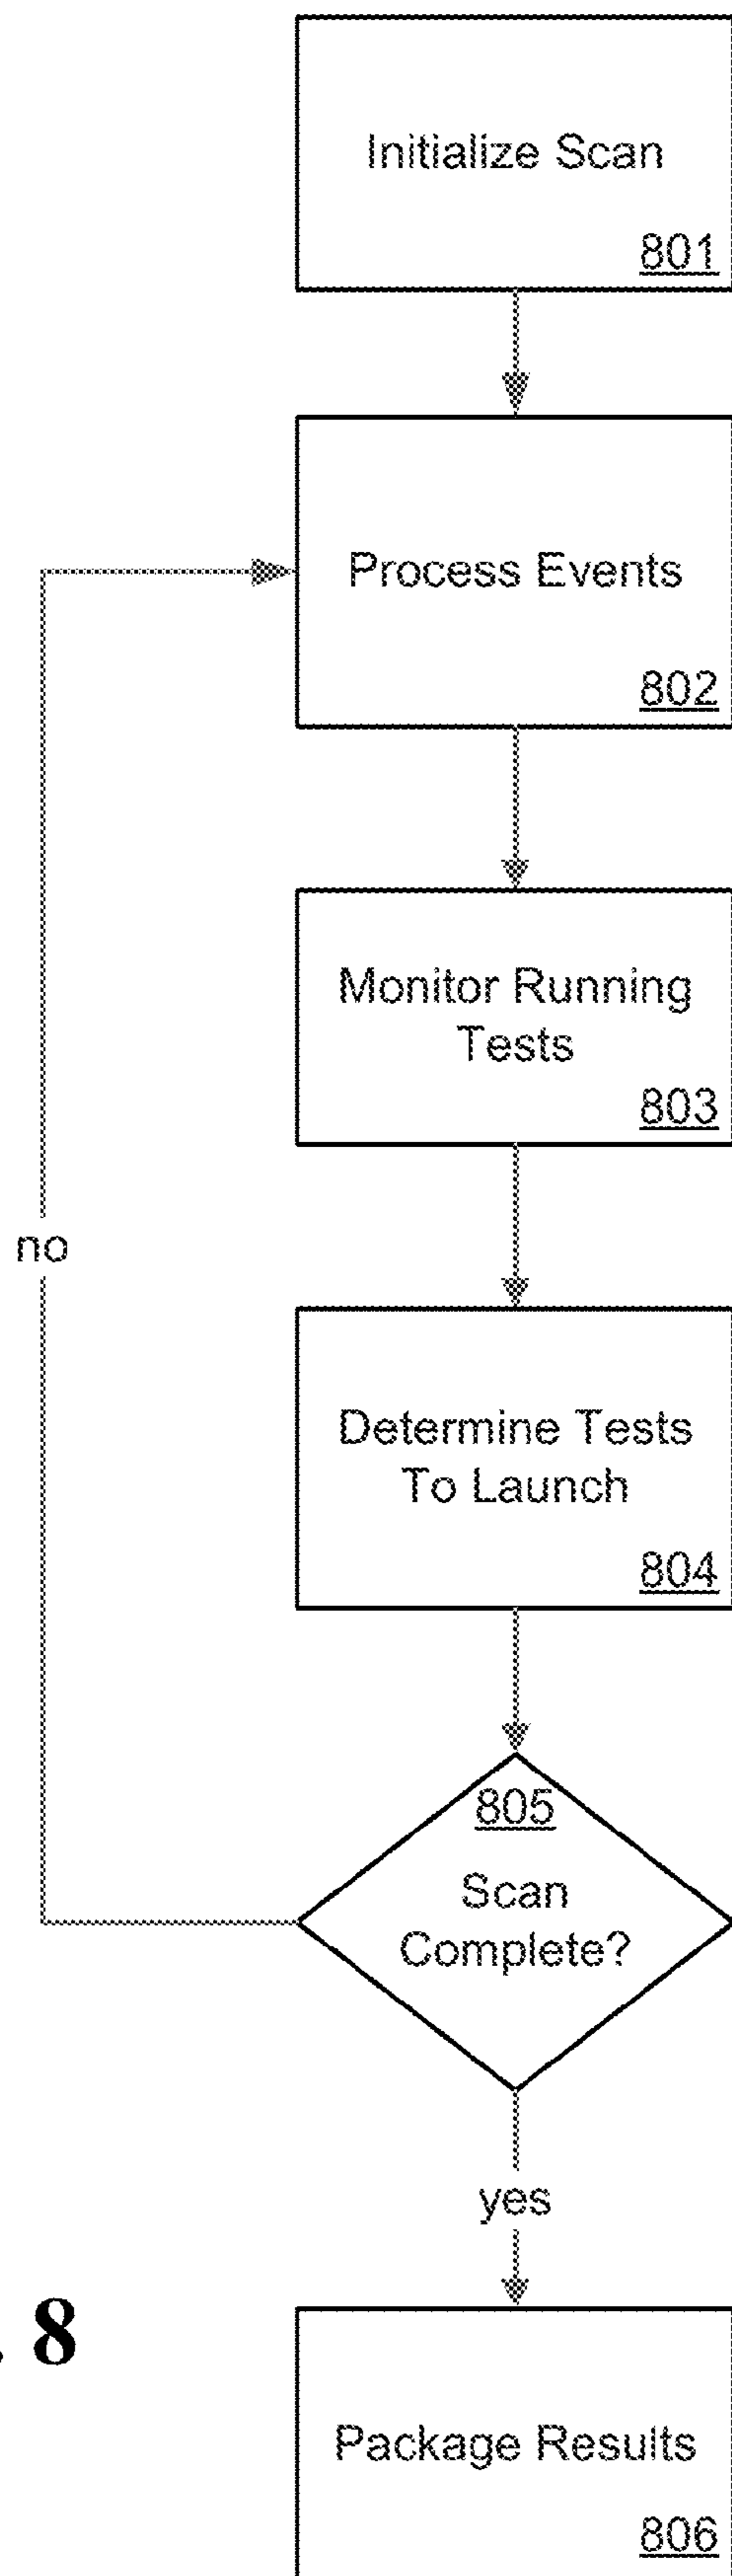 Initialize Scan
801
Process Events
802
Monitor Running
Tests
803
no
Determine Tests
To Launch
804
805
Scan
Complete?
yes
8
Package Results
806